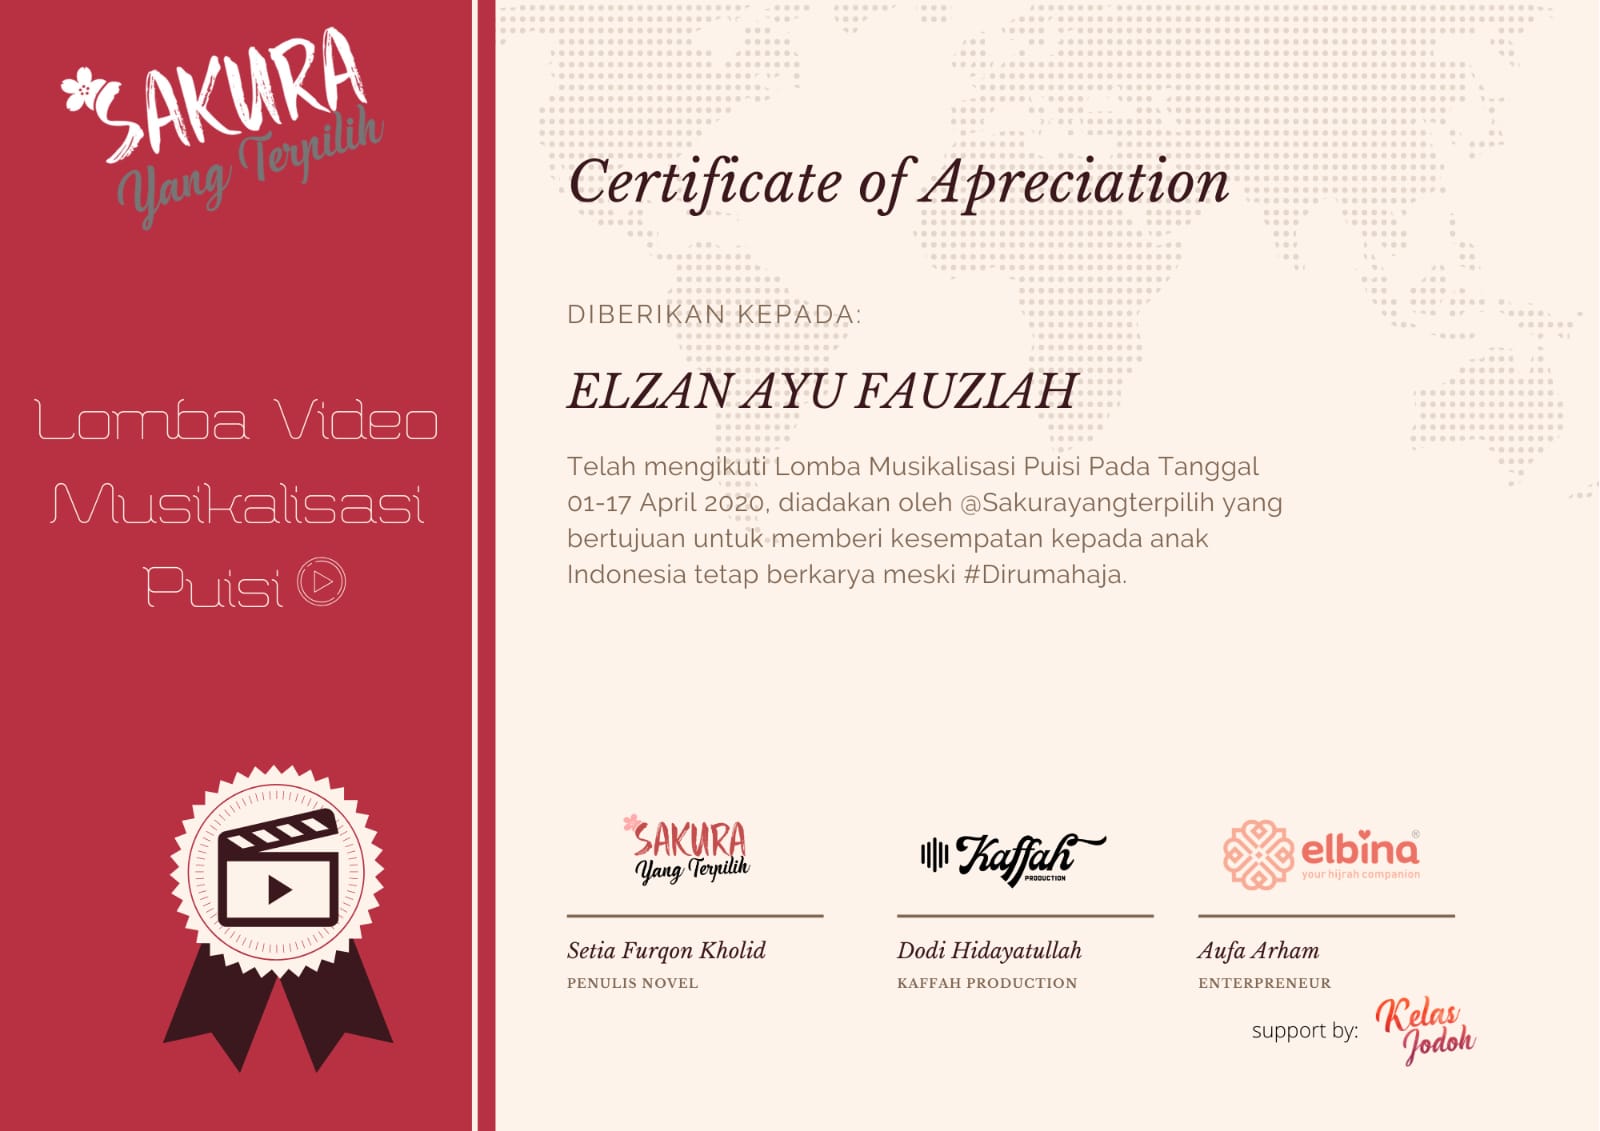 SAKURA
Yang Terpilih
Lomba Video
Musikalisasi
Puisi
Certificate of Apreciation
DIBERIKAN KEPADA:
ELZAN AYU FAUZIAH
Telah mengikuti Lomba Musikalisasi Puisi Pada Tanggal
01-17 April 2020, diadakan oleh @Sakurayangterpilih yang
bertujuan untuk memberi kesempatan kepada anak
Indonesia tetap berkarya meski #Dirumahaja.
SAKURA
Yang Terpilih
Setia Furqon Kholid
PENULIS NOVEL
Kaffah
PRODUCTION
Dodi Hidayatullah
KAFFAH PRODUCTION
elbina®
your hijrah companion
Aufa Arham
ENTERPRENEUR
support by:
Kelas
Jodoh